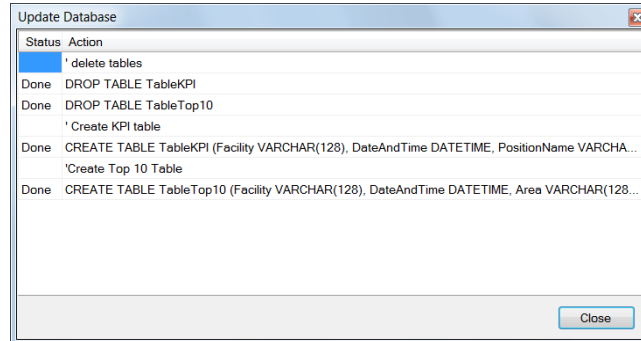 Update Database
Status Action
' delete tables
Done DROP TABLE TableKPI
Done DROP TABLE TableTop10
' Create KPI table
Done CREATE TABLE TableKPI (Facility VARCHAR(128), DateAndTime DATETIME, PositionName VARCHA...
'Create Top 10 Table
Done CREATE TABLE TableTop10 (Facility VARCHAR(128), DateAndTime DATETIME, Area VARCHAR(128...
Close